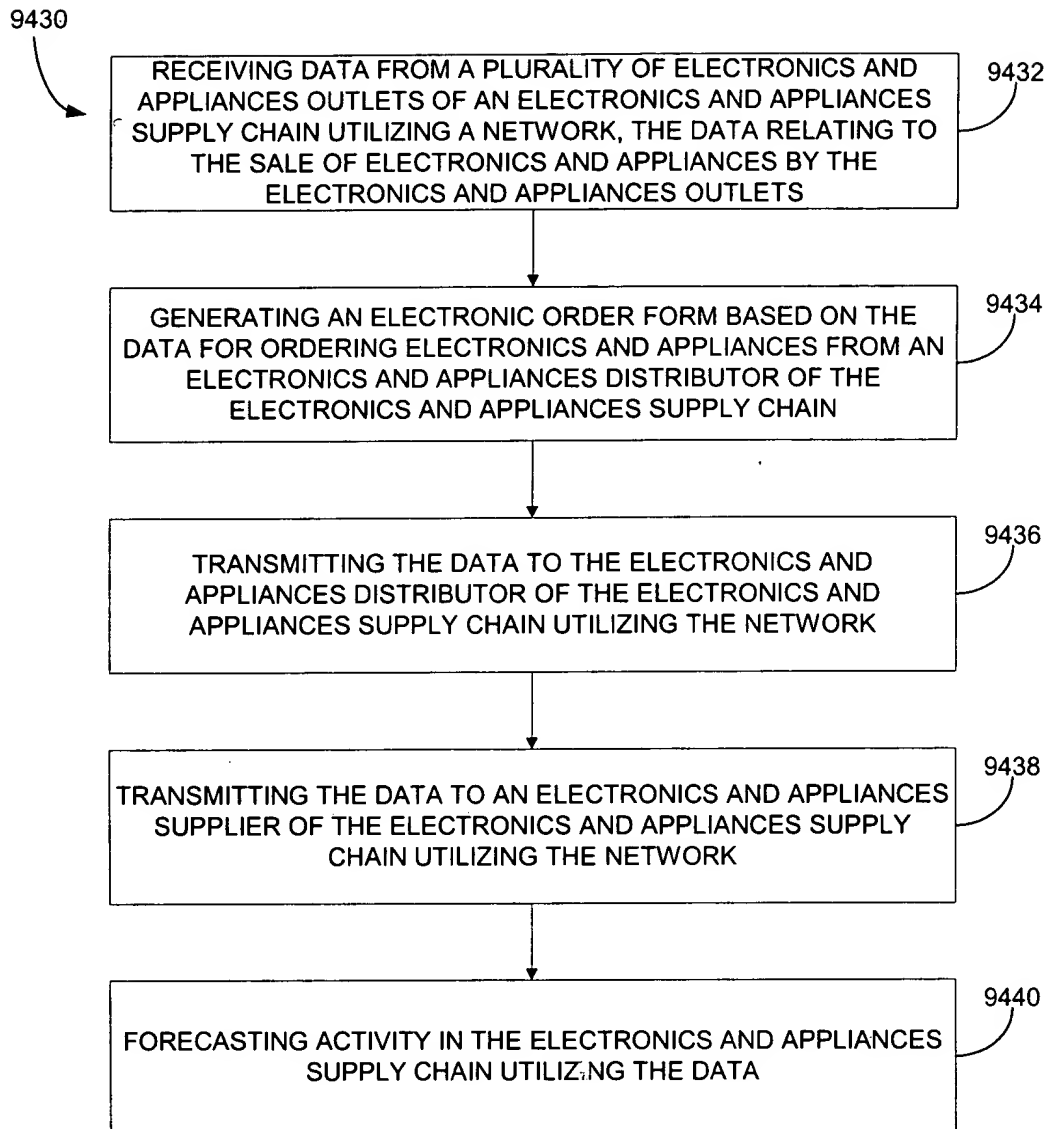 9430
RECEIVING DATA FROM A PLURALITY OF ELECTRONICS AND
APPLIANCES OUTLETS OF AN ELECTRONICS AND APPLIANCES
SUPPLY CHAIN UTILIZING A NETWORK, THE DATA RELATING TO
THE SALE OF ELECTRONICS AND APPLIANCES BY THE
ELECTRONICS AND APPLIANCES OUTLETS
9432
GENERATING AN ELECTRONIC ORDER FORM BASED ON THE
DATA FOR ORDERING ELECTRONICS AND APPLIANCES FROM AN
ELECTRONICS AND APPLIANCES DISTRIBUTOR OF THE
ELECTRONICS AND APPLIANCES SUPPLY CHAIN
9434
TRANSMITTING THE DATA TO THE ELECTRONICS AND
APPLIANCES DISTRIBUTOR OF THE ELECTRONICS AND
APPLIANCES SUPPLY CHAIN UTILIZING THE NETWORK
9436
TRANSMITTING THE DATA TO AN ELECTRONICS AND APPLIANCES
SUPPLIER OF THE ELECTRONICS AND APPLIANCES SUPPLY
CHAIN UTILIZING THE NETWORK
9438
FORECASTING ACTIVITY IN THE ELECTRONICS AND APPLIANCES
SUPPLY CHAIN UTILIZING THE DATA
9440